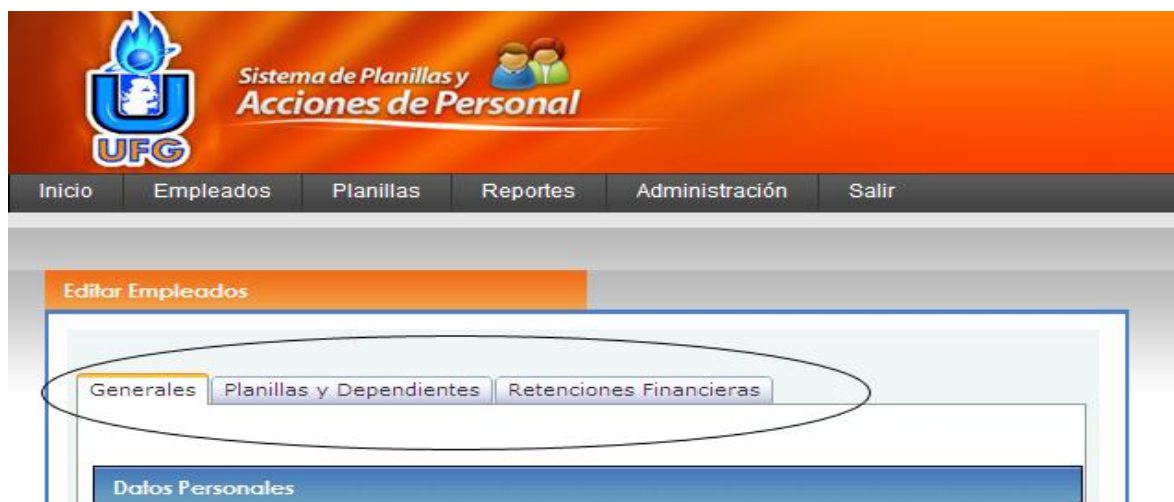 Sistema de Planillas y
Acciones de Personal
UFG
Inicio Empleados Planillas Reportes Administración Salir
Editar Empleados
Generales Planillas y Dependientes Retenciones Financieras
Datos Personales